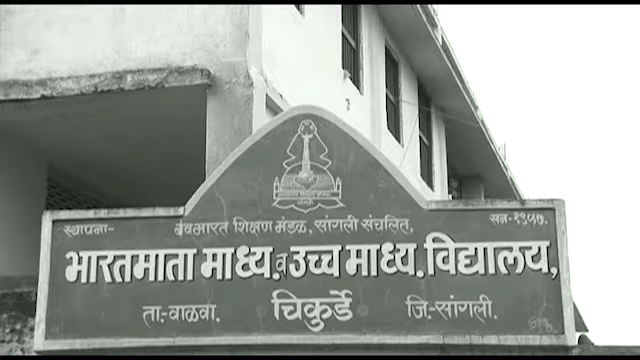 स्थापना- सन-१९५७.
नवभारत शिक्षण मंडळ, सांगली संचलित,
भारतमाता माध्य. व उच्च माध्य. विद्यालय,
ता:-वाळवा. चिकुर्डे जि:-सांगली.